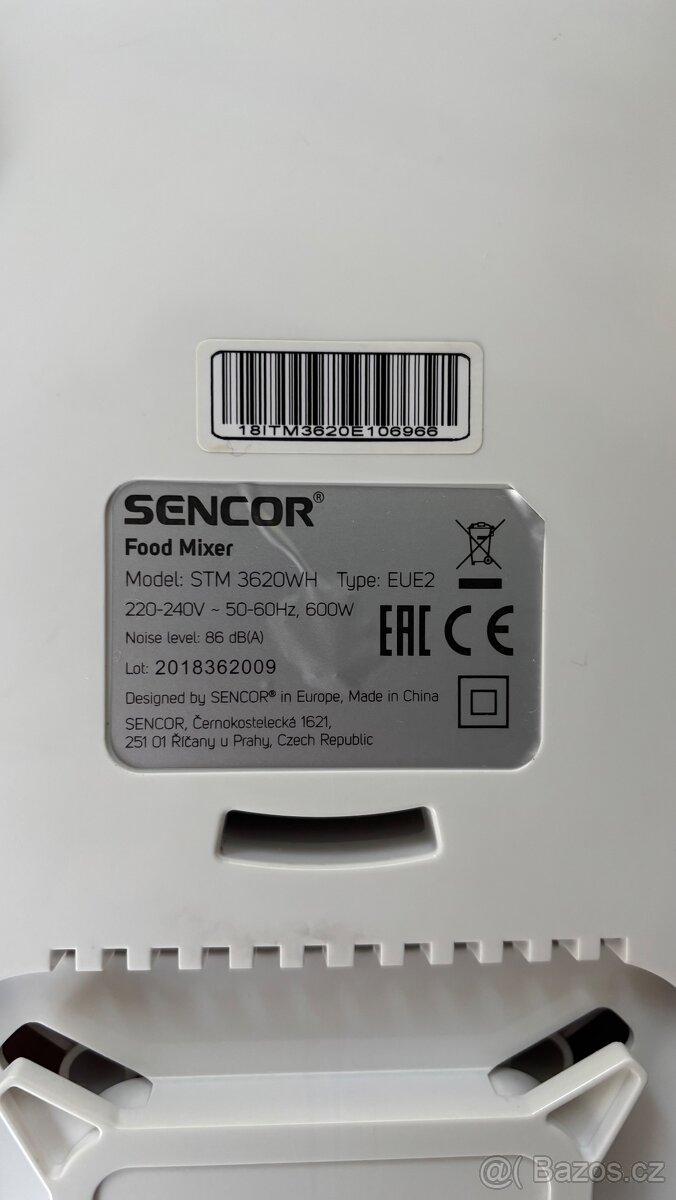 18ITM3620E106966
SENCOR®
Food Mixer
Model: STM 3620WH Type: EUE2
220-240V ~ 50-60Hz, 600W
Noise level: 86 dB(A)
EAC CE
Lot: 2018362009
Designed by SENCOR® in Europe, Made in China
SENCOR, Černokostelecká 1621,
251 01 Říčany u Prahy, Czech Republic
@( Bazos.cz